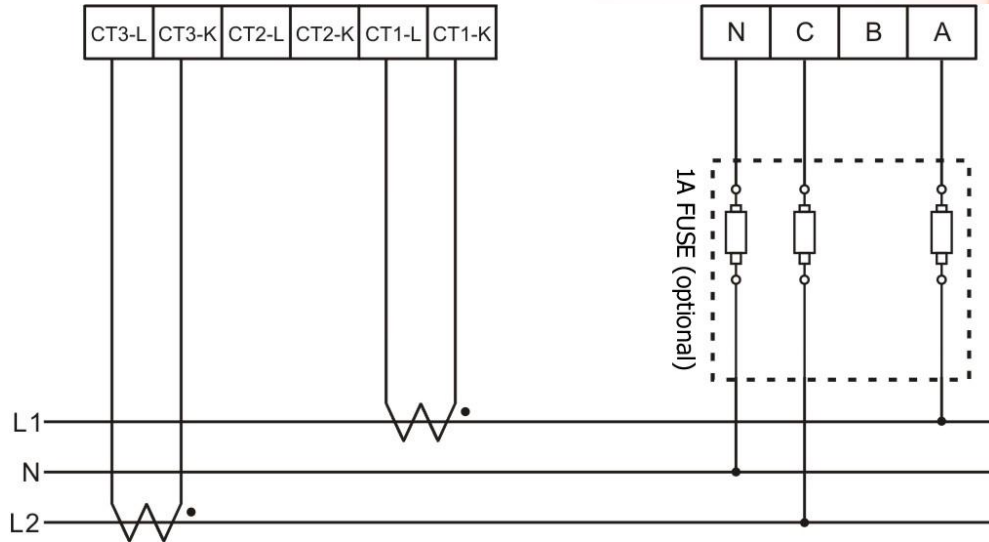 CT3-L CT3-K CT2-L CT2-K CT1-L CT1-K
N C B A
1A FUSE (optional)
L1
N
L2